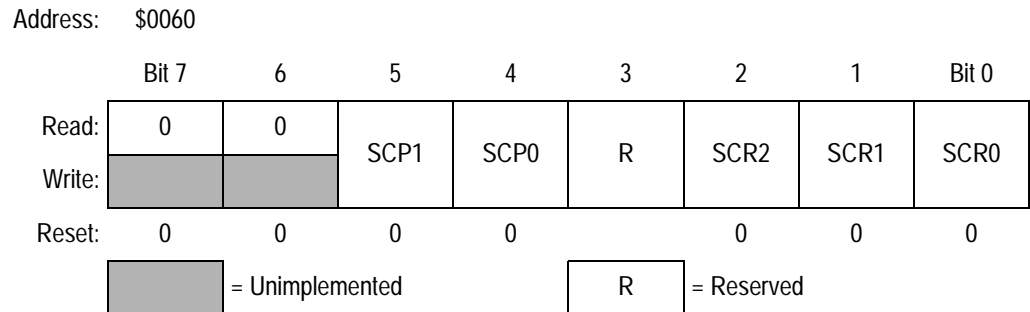 Address: $0060
Bit 7 6 5 4 3 2 1 Bit 0
Read: 0 0 SCP1 SCP0 R SCR2 SCR1 SCR0
Write:
Reset: 0 0 0 0 0 0 0
= Unimplemented R = Reserved